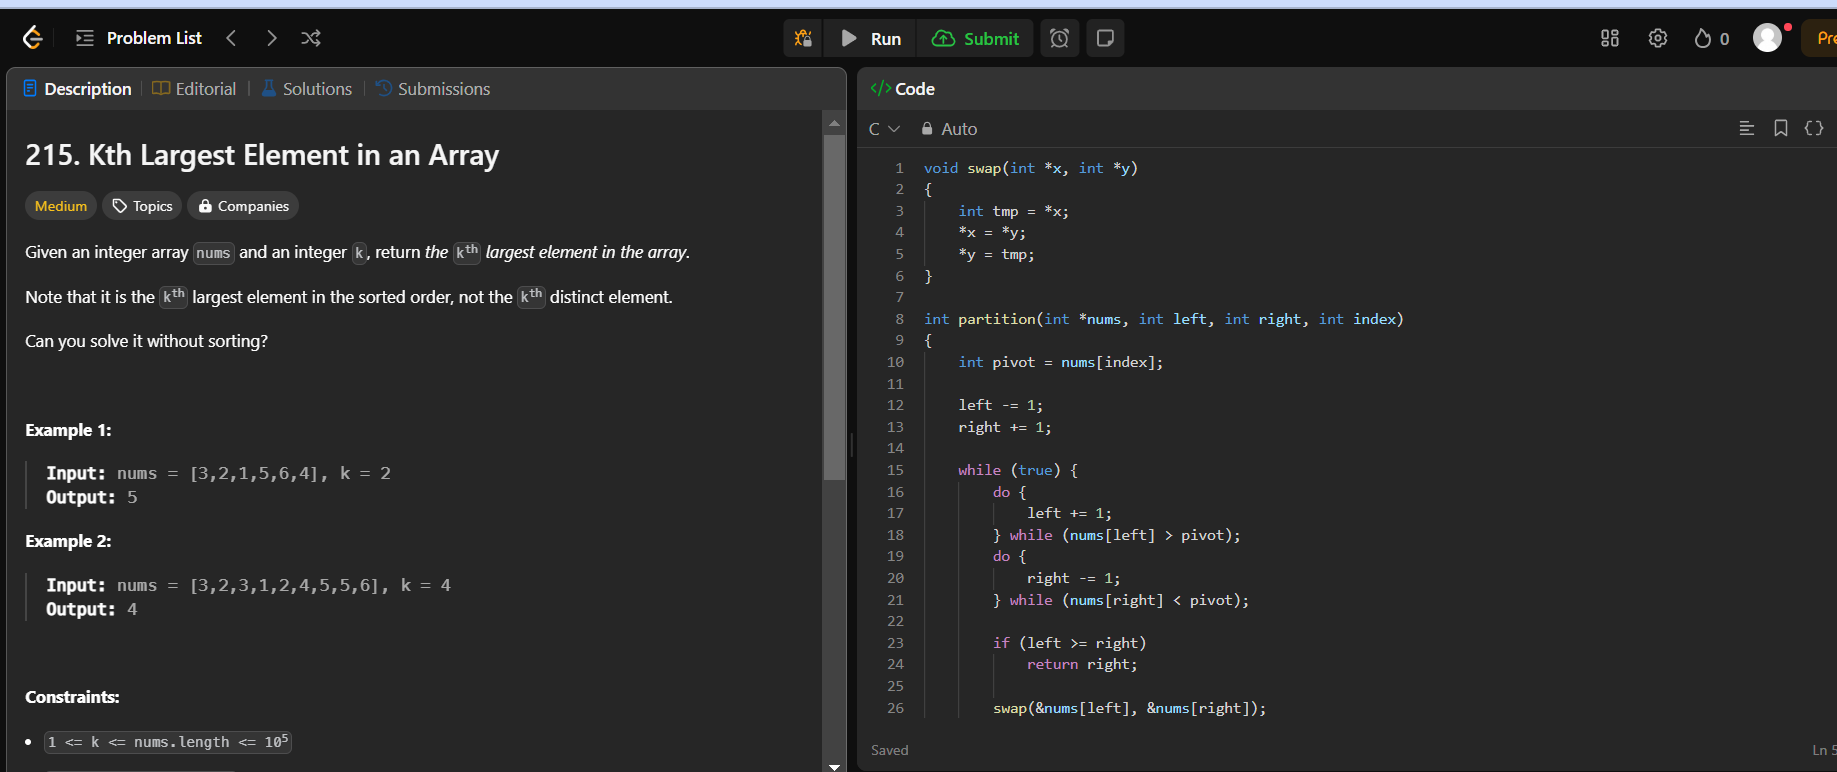 Problem List
Run
Submit
0
Pre
Description
Editorial
Solutions
Submissions
215. Kth Largest Element in an Array
Medium
Topics
Companies
Given an integer array nums and an integer k, return the kth largest element in the array.
Note that it is the kth largest element in the sorted order, not the kth distinct element.
Can you solve it without sorting?
Example 1:
Input: nums = [3,2,1,5,6,4], k = 2
Output: 5
Example 2:
Input: nums = [3,2,3,1,2,4,5,5,6], k = 4
Output: 4
Constraints:
1 <= k <= nums.length <= 10^5
</> Code
C
Auto
{}
1 void swap(int *x, int *y)
2 {
3     int tmp = *x;
4     *x = *y;
5     *y = tmp;
6 }
7
8 int partition(int *nums, int left, int right, int index)
9 {
10     int pivot = nums[index];
11
12     left -= 1;
13     right += 1;
14
15     while (true) {
16         do {
17             left += 1;
18         } while (nums[left] > pivot);
19         do {
20             right -= 1;
21         } while (nums[right] < pivot);
22
23         if (left >= right)
24             return right;
25
26         swap(&nums[left], &nums[right]);
Saved
Ln 5